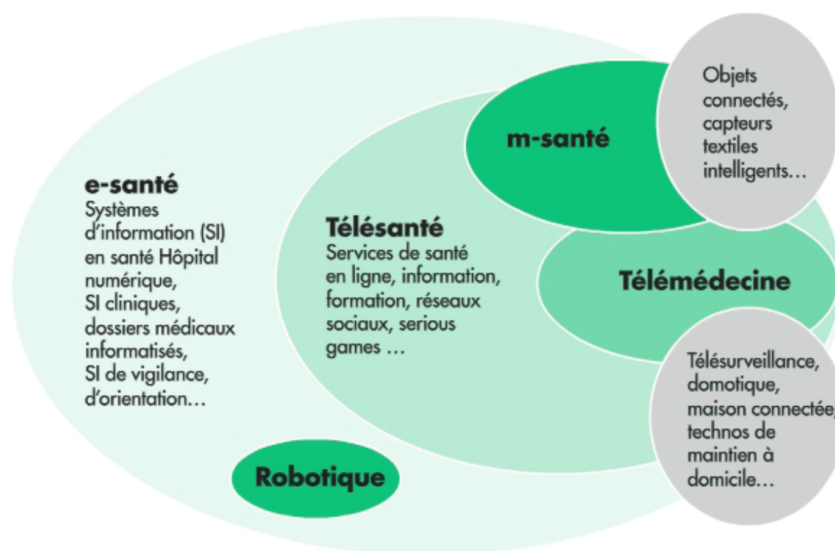 e-santé
Systèmes
d'information (SI)
en santé Hôpital
numérique,
SI cliniques,
dossiers médicaux
informatisés,
SI de vigilance,
d'orientation...
Télésanté
Services de santé
en ligne, information,
formation, réseaux
sociaux, serious
games ...
m-santé
Objets
connectés,
capteurs
textiles
intelligents...
Télémédecine
Télésurveillance,
domotique,
maison connectée,
technos de
maintien à
domicile...
Robotique